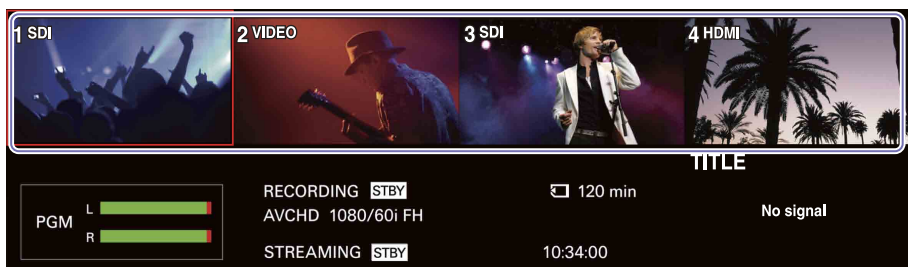 1 SDI
2 VIDEO
3 SDI
4 HDMI
TITLE
PGM
L
R
RECORDING STBY
120 min
AVCHD 1080/60i FH
STREAMING STBY
10:34:00
No signal